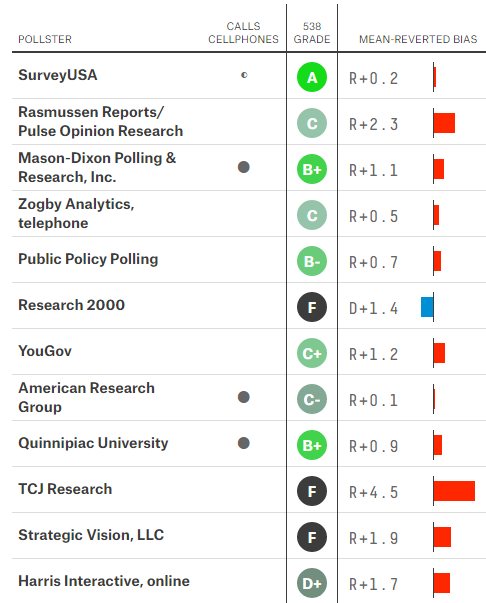 CALLS 538
POLLSTER CELLPHONES GRADE MEAN-REVERTED BIAS
SurveyUSA A R+0.2
Rasmussen Reports/
Pulse Opinion Research C R+2.3
Mason-Dixon Polling &
Research, Inc. B+ R+1.1
Zogby Analytics,
telephone C R+0.5
Public Policy Polling B- R+0.7
Research 2000 F D+1.4
YouGov C+ R+1.2
American Research
Group C- R+0.1
Quinnipiac University B+ R+0.9
TCJ Research F R+4.5
Strategic Vision, LLC F R+1.9
Harris Interactive, online D+ R+1.7